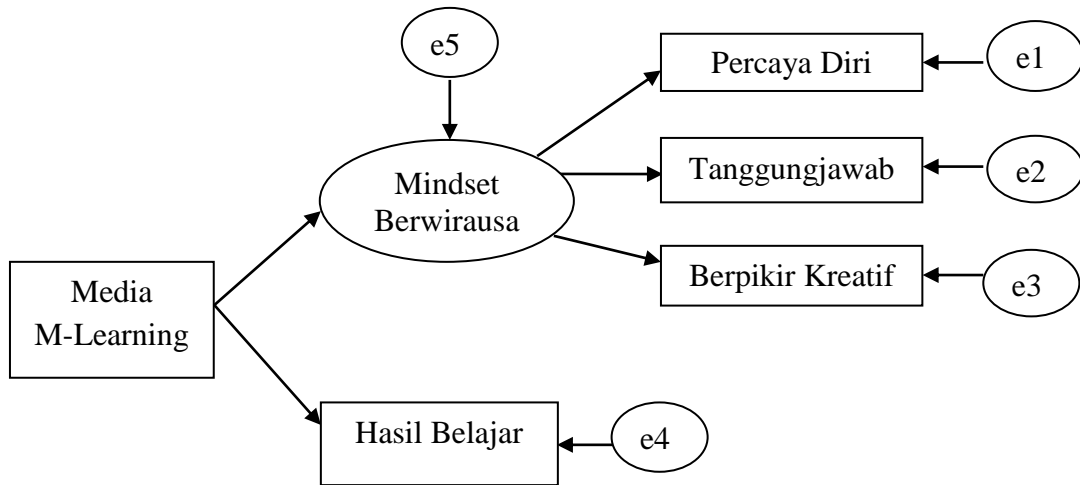 e5
Percaya Diri
e1
Mindset
Berwirausa
Tanggungjawab
e2
Berpikir Kreatif
e3
Media
M-Learning
Hasil Belajar
e4